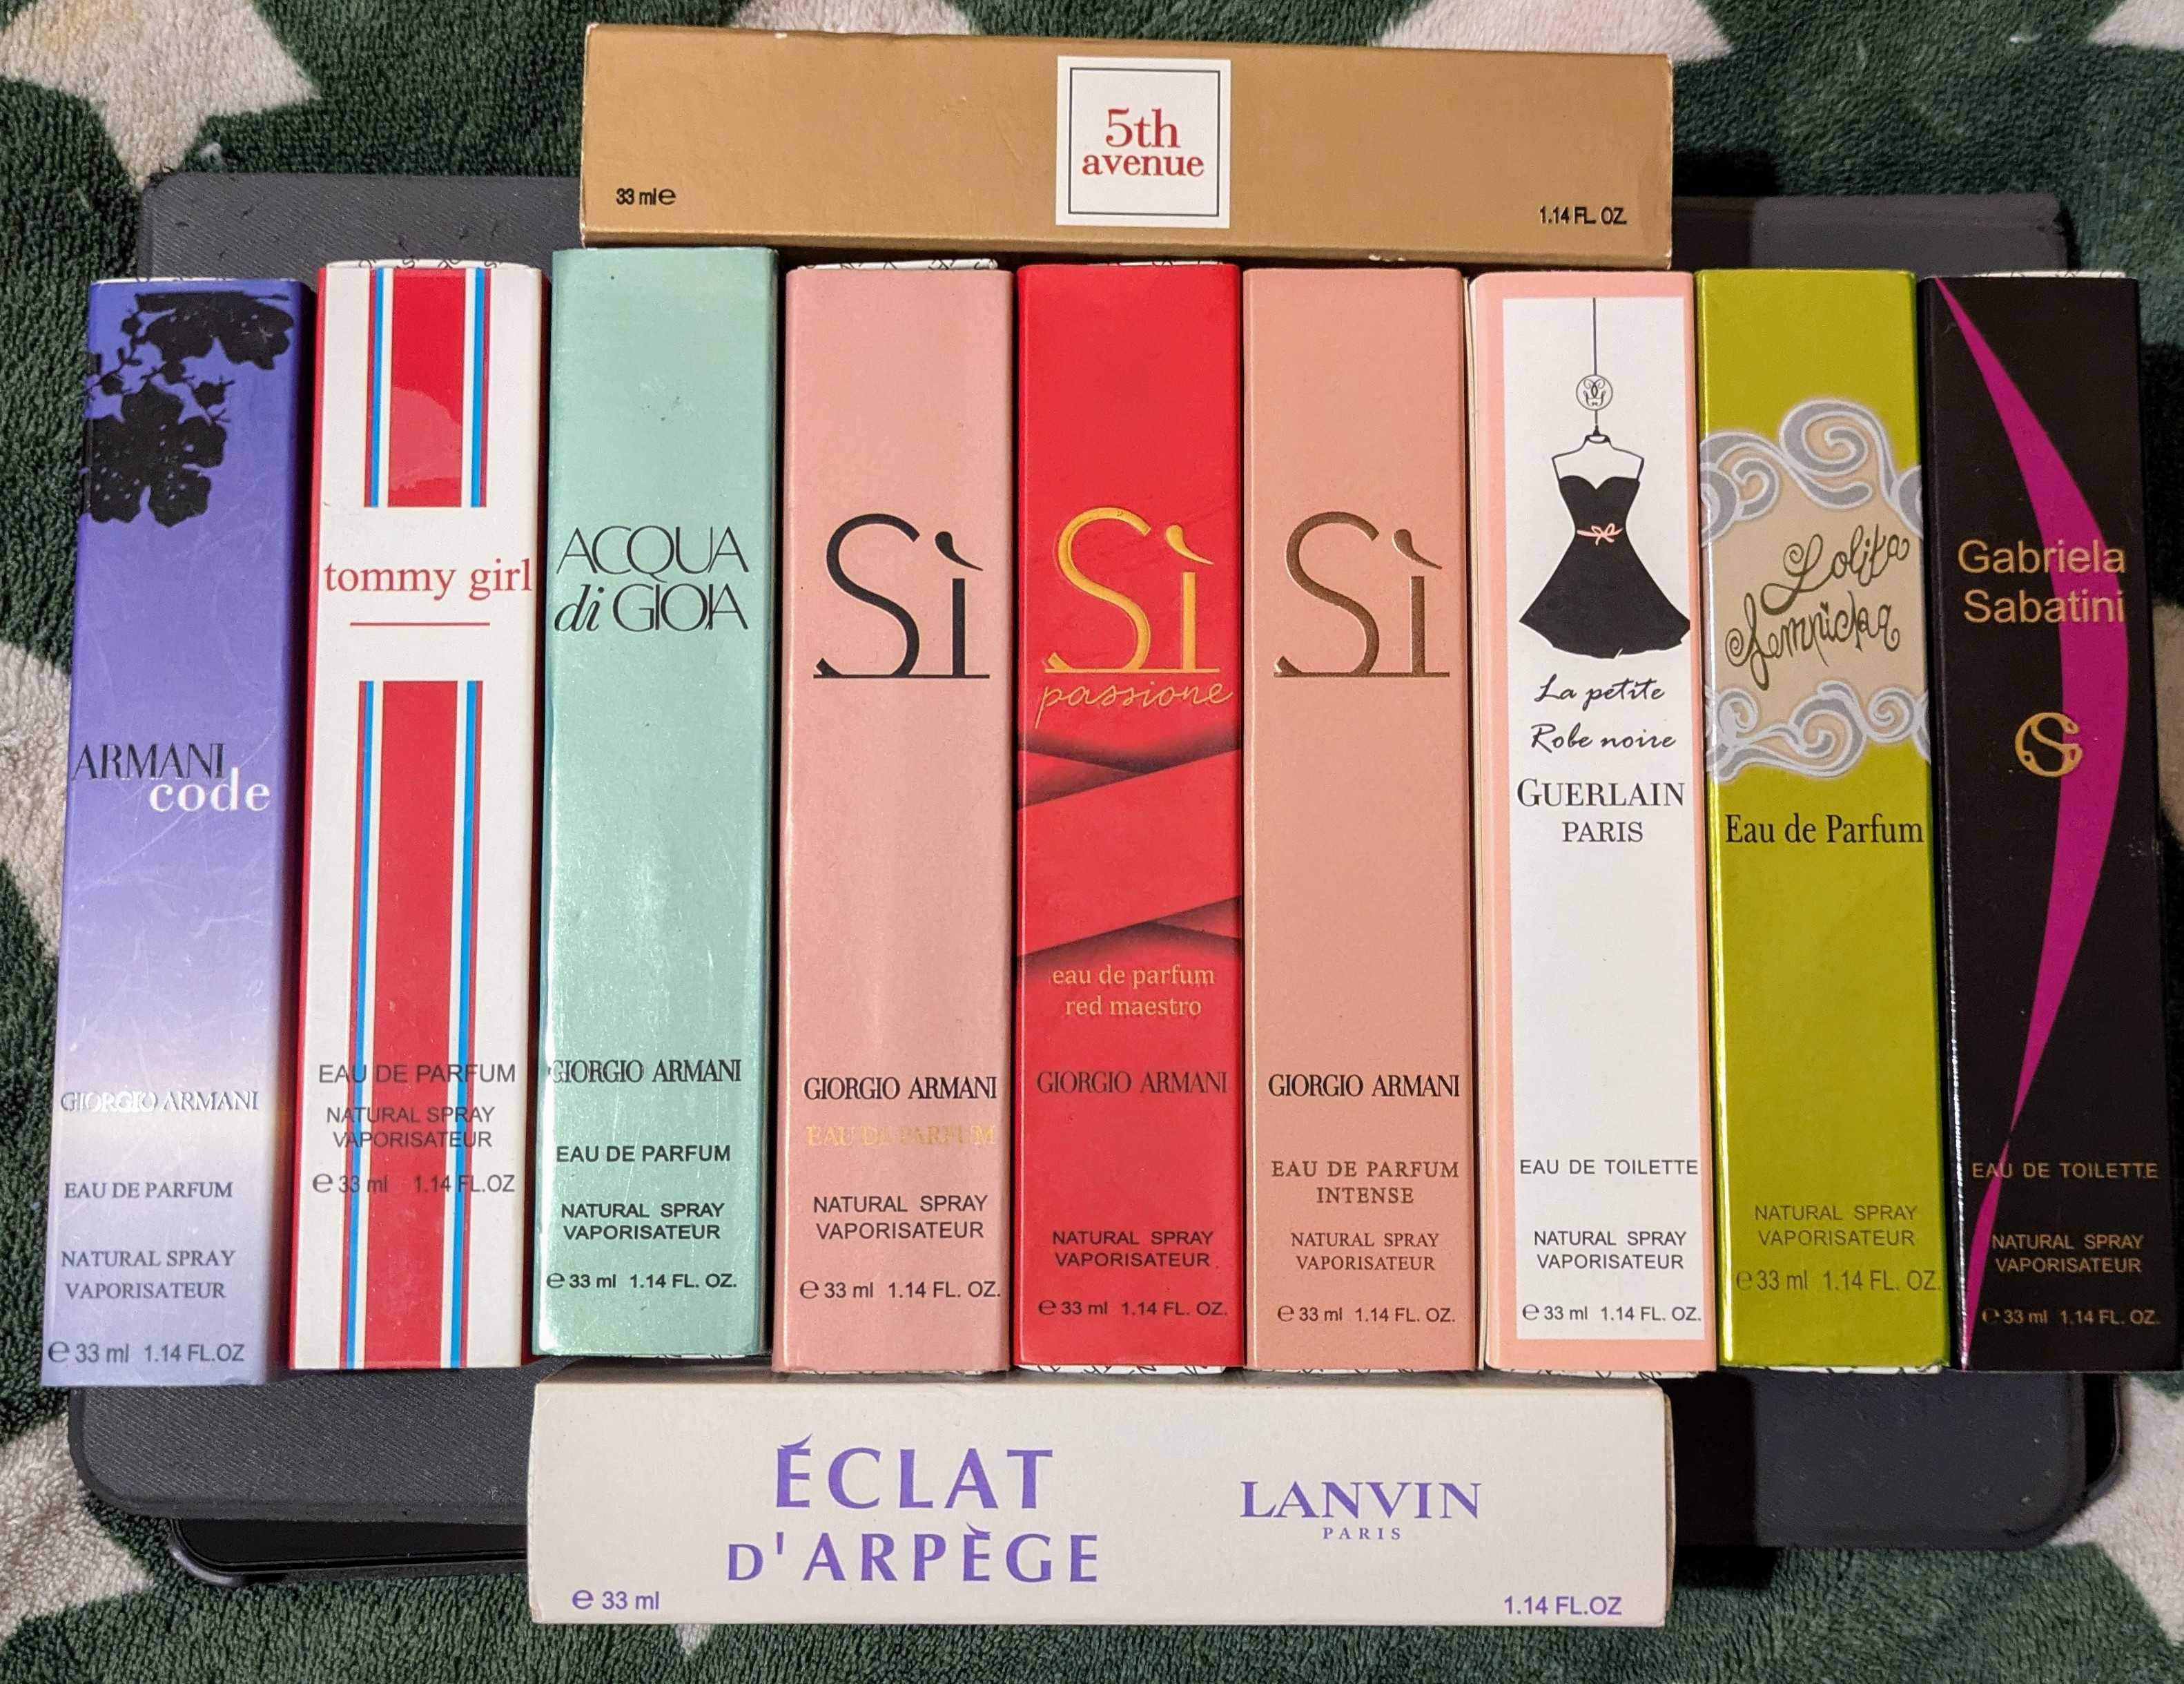 5th
avenue
33 ml e
1.14 FL. OZ.
ARMANI
code
GIORGIO ARMANI
EAU DE PARFUM
NATURAL SPRAY
VAPORISATEUR
e 33 ml 1.14 FL.OZ
tommy girl
EAU DE PARFUM
NATURAL SPRAY
VAPORISATEUR
e 33 ml 1.14 FL.OZ
ACQUA
di GIOIA
GIORGIO ARMANI
EAU DE PARFUM
NATURAL SPRAY
VAPORISATEUR
e 33 ml 1.14 FL. OZ.
Sì
GIORGIO ARMANI
EAU DE PARFUM
NATURAL SPRAY
VAPORISATEUR
e 33 ml 1.14 FL. OZ.
Sì
passione
eau de parfum
red maestro
GIORGIO ARMANI
NATURAL SPRAY
VAPORISATEUR
e 33 ml 1.14 FL. OZ.
Sì
GIORGIO ARMANI
EAU DE PARFUM
INTENSE
NATURAL SPRAY
VAPORISATEUR
e 33 ml 1.14 FL. OZ.
La petite
Robe noire
GUERLAIN
PARIS
EAU DE TOILETTE
NATURAL SPRAY
VAPORISATEUR
e 33 ml 1.14 FL. OZ.
Lolita
Eau de Parfum
NATURAL SPRAY
VAPORISATEUR
e 33 ml 1.14 FL. OZ.
Gabriela
Sabatini
S
EAU DE TOILETTE
NATURAL SPRAY
VAPORISATEUR
e 33 ml 1.14 FL. OZ.
ÉCLAT
D'ARPÈGE
LANVIN
PARIS
e 33 ml
1.14 FL.OZ